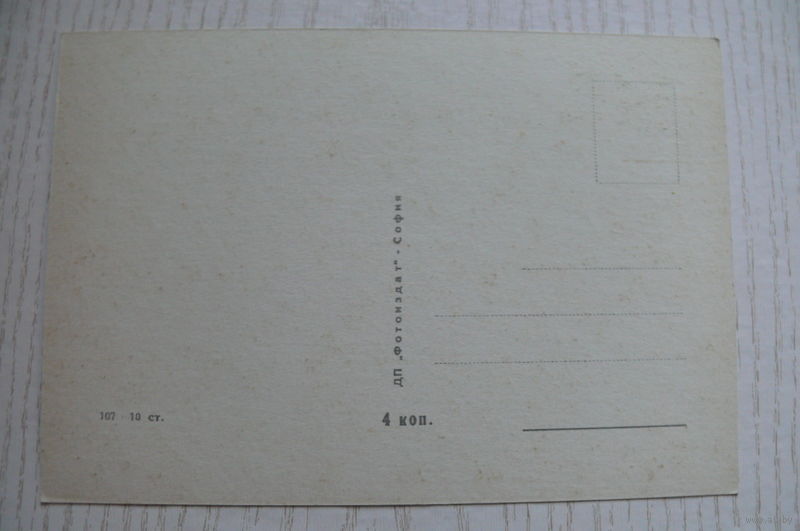 ДП „Фотоиздат“ - София
107 10 ст.
4 коп.